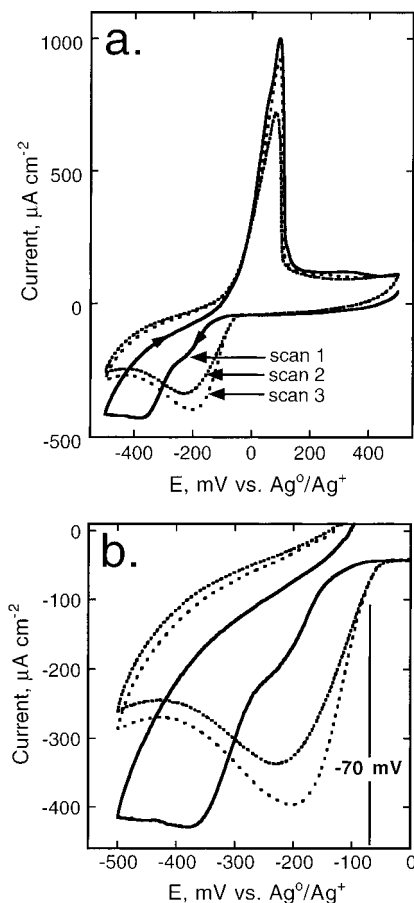 a.
1000
500
0
-500
Current, µA cm⁻²
scan 1
scan 2
scan 3
-400 -200 0 200 400
E, mV vs. Ag⁰/Ag⁺
b.
0
-100
-200
-300
-400
Current, µA cm⁻²
-70 mV
-500 -400 -300 -200 -100 0
E, mV vs. Ag⁰/Ag⁺